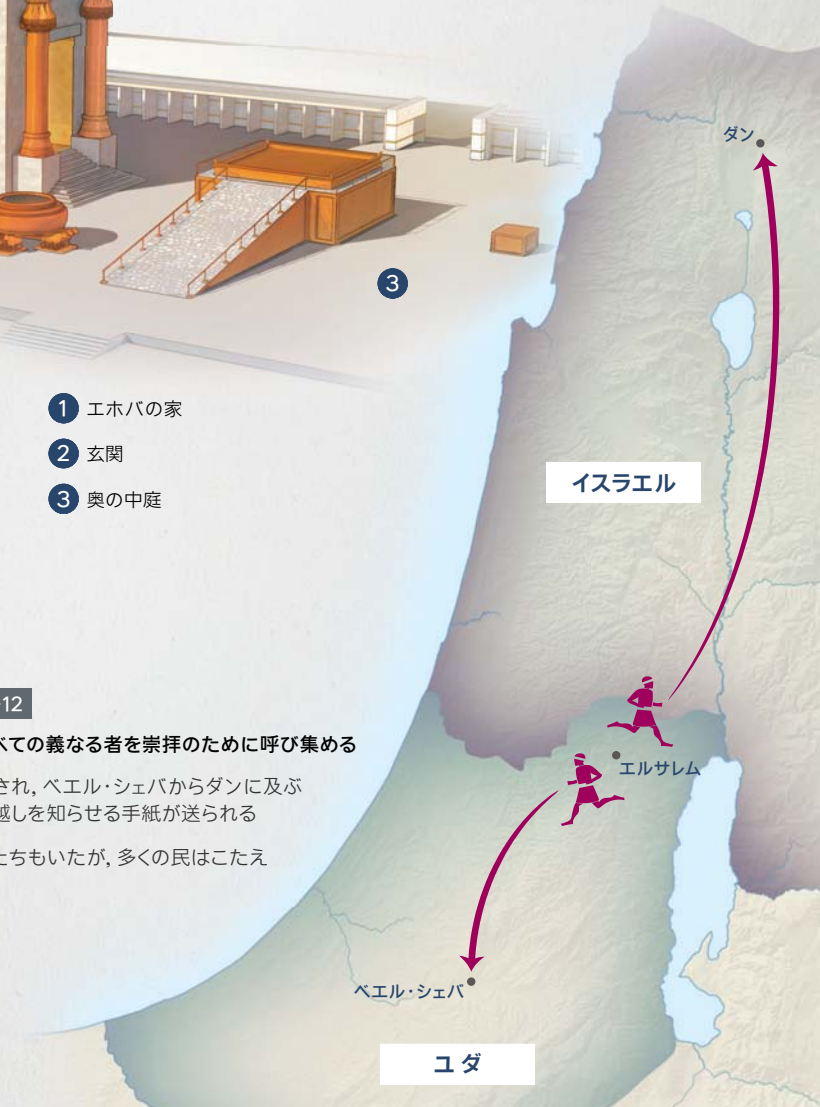 ダン
3
1 エホバの家
2 玄関
3 奥の中庭
イスラエル
12
べての義なる者を崇拝のために呼び集める
され, ベエル・シェバからダンに及ぶ
越しを知らせる手紙が送られる
たちもいたが, 多くの民はこたえ
エルサレム
ベエル・シェバ
ユダ